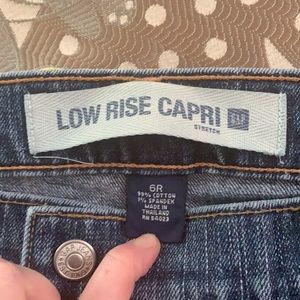 LOW RISE CAPRI
STRETCH
6R
99% COTTON
1% SPANDEX
MADE IN
THAILAND
RN 54023